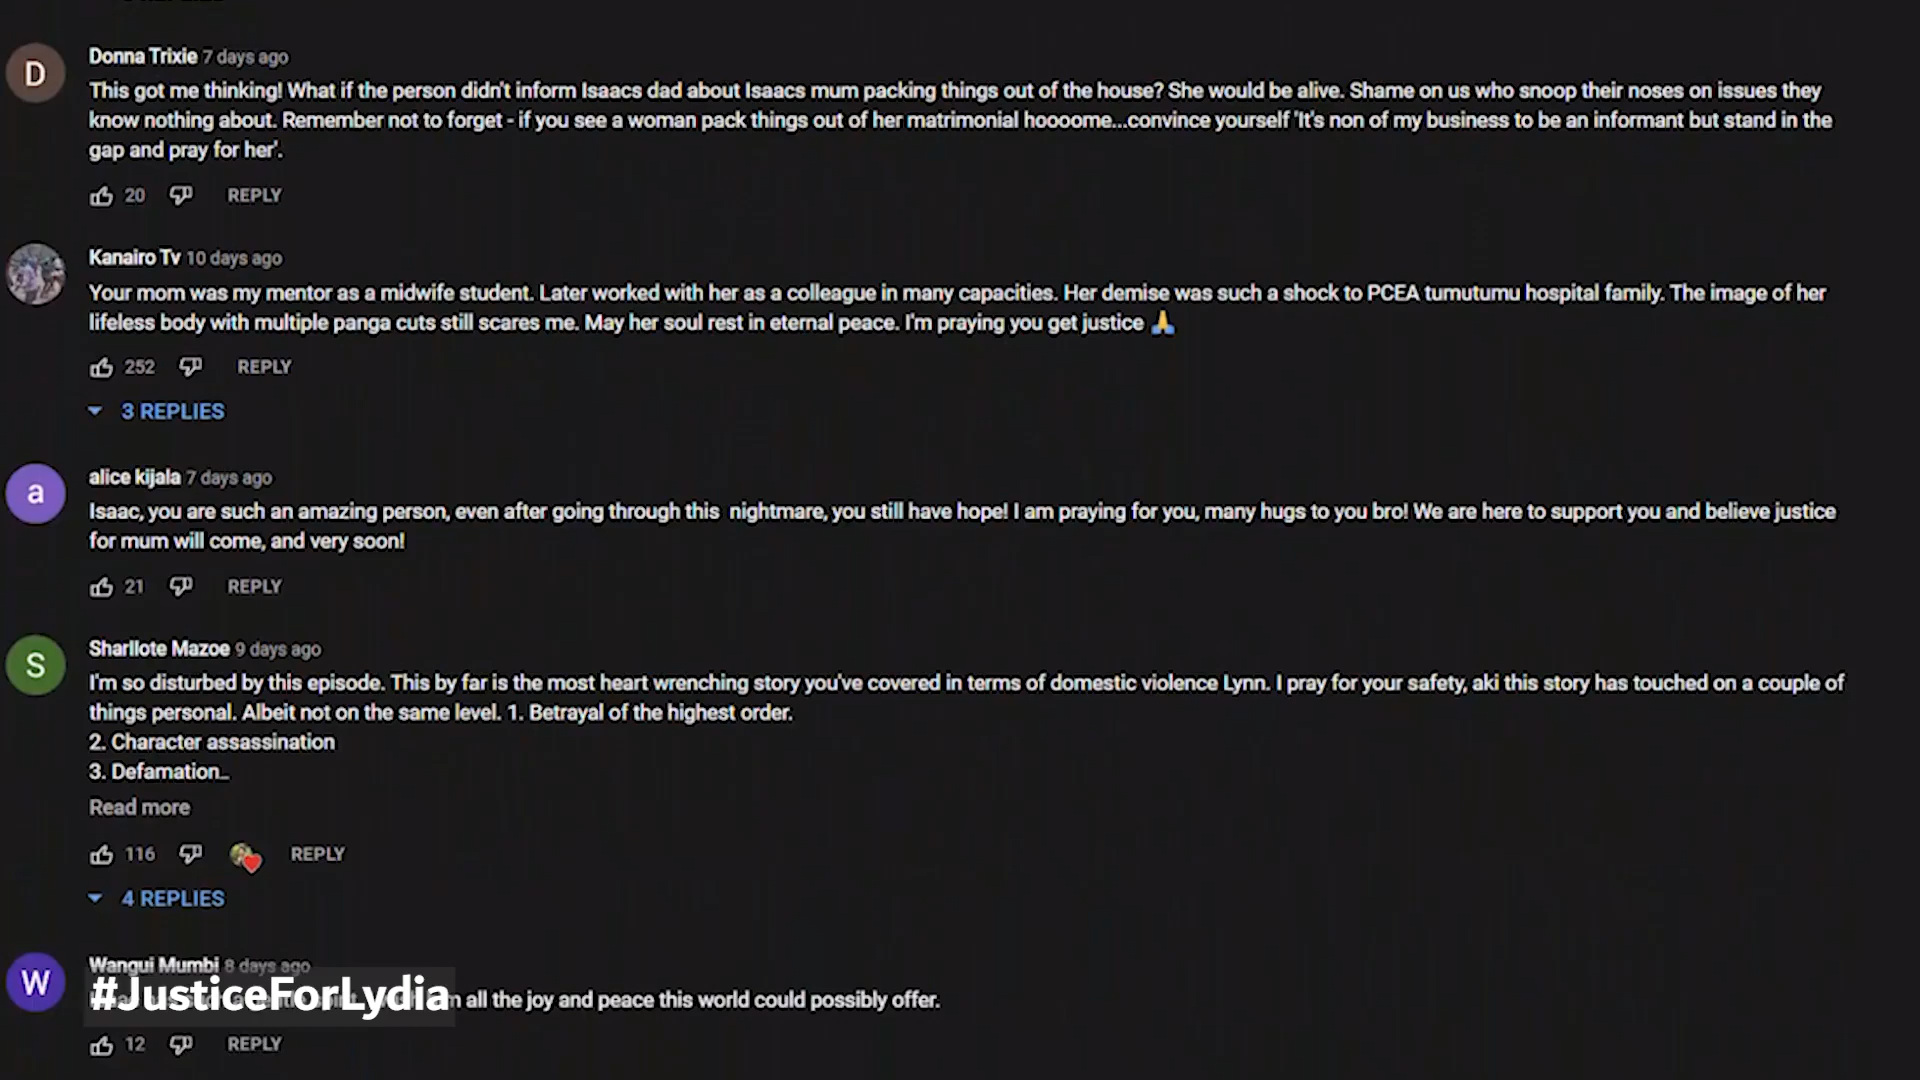 D
Donna Trixie 7 days ago
This got me thinking! What if the person didn't inform Isaacs dad about Isaacs mum packing things out of the house? She would be alive. Shame on us who snoop their noses on issues they
know nothing about. Remember not to forget - if you see a woman pack things out of her matrimonial hoooome...convince yourself 'It's non of my business to be an informant but stand in the
gap and pray for her'.
20 REPLY
Kanairo Tv 10 days ago
Your mom was my mentor as a midwife student. Later worked with her as a colleague in many capacities. Her demise was such a shock to PCEA tumutumu hospital family. The image of her
lifeless body with multiple panga cuts still scares me. May her soul rest in eternal peace. I'm praying you get justice 🙏
252 REPLY
3 REPLIES
a
alice kijala 7 days ago
Isaac, you are such an amazing person, even after going through this nightmare, you still have hope! I am praying for you, many hugs to you bro! We are here to support you and believe justice
for mum will come, and very soon!
21 REPLY
S
Sharllote Mazoe 9 days ago
I'm so disturbed by this episode. This by far is the most heart wrenching story you've covered in terms of domestic violence Lynn. I pray for your safety, aki this story has touched on a couple of
things personal. Albeit not on the same level. 1. Betrayal of the highest order.
2. Character assassination
3. Defamation...
Read more
116 REPLY
4 REPLIES
W
Wangui Mumbi 8 days ago
#JusticeForLydia
all the joy and peace this world could possibly offer.
12 REPLY